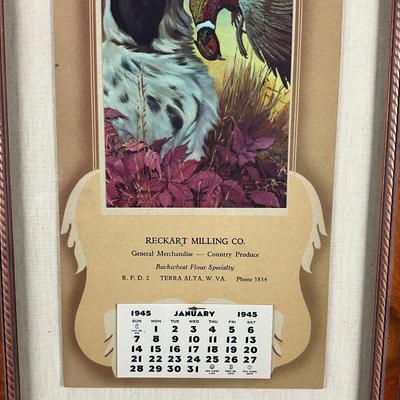 RECKART MILLING CO.
General Merchandise — Country Produce
Buckwheat Flour Specialty
R. F. D. 2 TERRA ALTA, W. VA. Phone 3834
1945 JANUARY 1945
SUN MON TUE WED THU FRI SAT
1 2 3 4 5 6
7 8 9 10 11 12 13
14 15 16 17 18 19 20
21 22 23 24 25 26 27
28 29 30 31